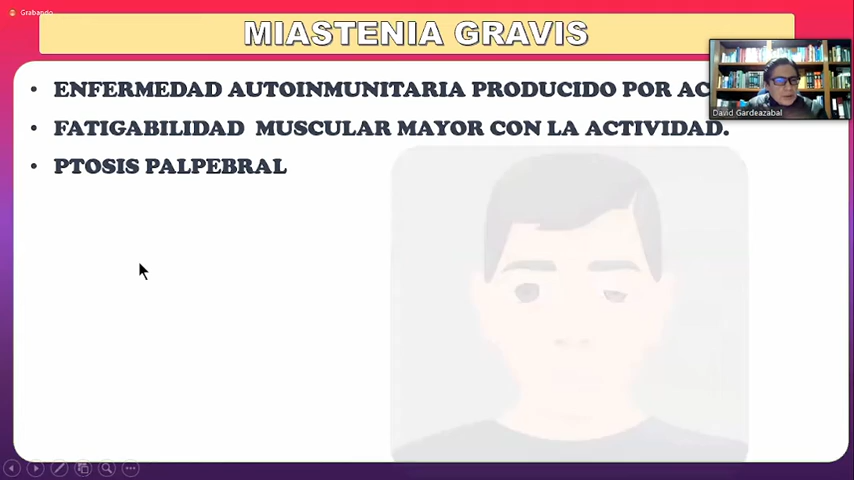 Grabando...
MIASTENIA GRAVIS
• ENFERMEDAD AUTOINMUNITARIA PRODUCIDO POR AC
• FATIGABILIDAD MUSCULAR MAYOR CON LA ACTIVIDAD.
• PTOSIS PALPEBRAL
David Gardeazabal